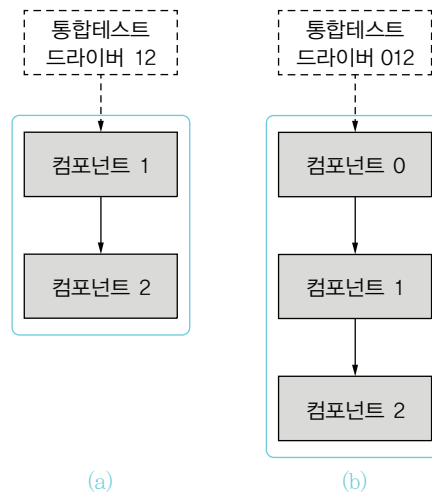 통합테스트
드라이버 12
컴포넌트 1
컴포넌트 2
(a)
통합테스트
드라이버 012
컴포넌트 0
컴포넌트 1
컴포넌트 2
(b)